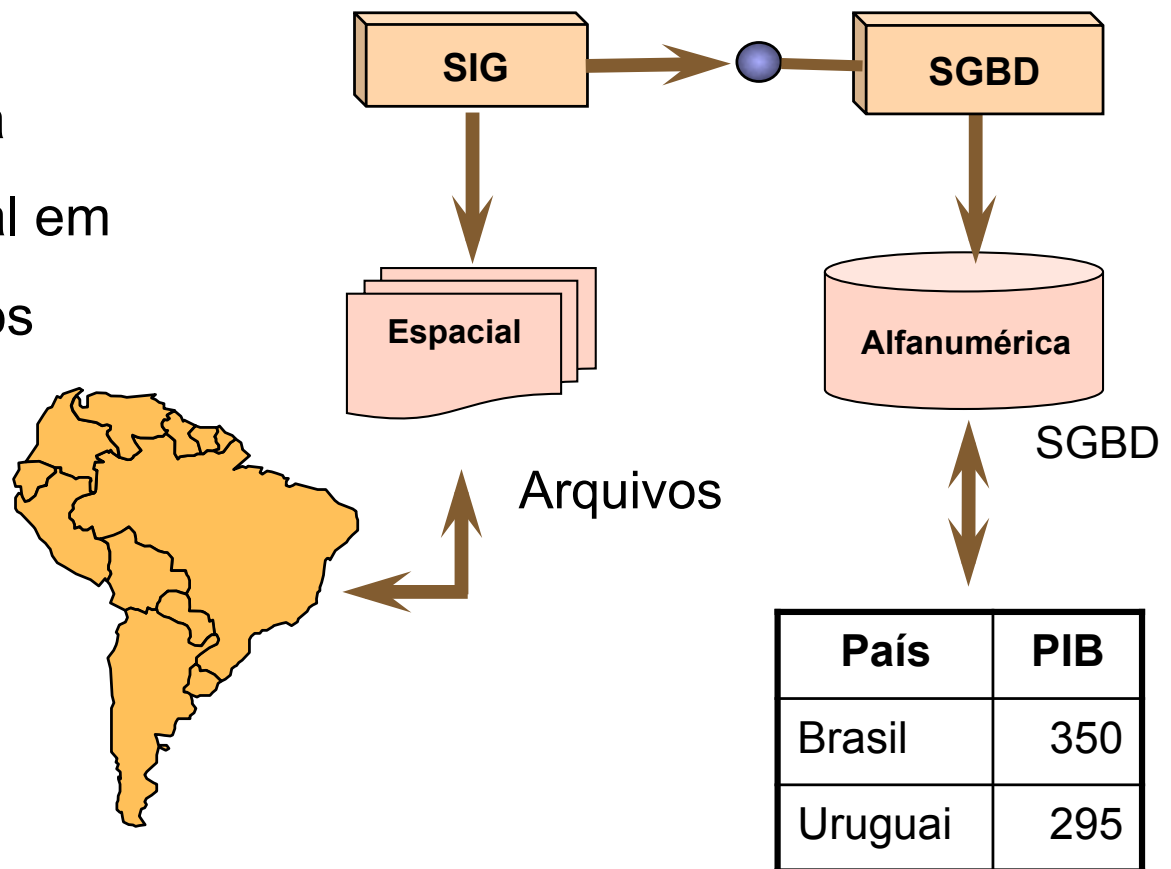 SIG
SGBD
al em
os
Espacial
Alfanumérica
SGBD
Arquivos
País PIB
Brasil 350
Uruguai 295